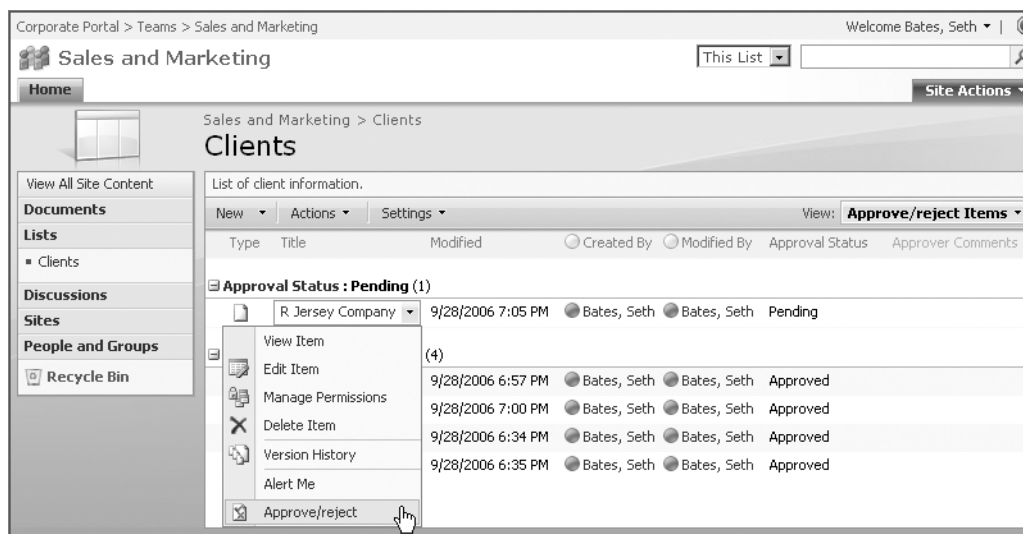 Corporate Portal > Teams > Sales and Marketing
Welcome Bates, Seth
Sales and Marketing
This List
Home
Site Actions
Sales and Marketing > Clients
Clients
View All Site Content
Documents
Lists
Clients
Discussions
Sites
People and Groups
Recycle Bin
List of client information.
New Actions Settings View: Approve/reject Items
Type Title Modified Created By Modified By Approval Status Approver Comments
Approval Status : Pending (1)
R Jersey Company 9/28/2006 7:05 PM Bates, Seth Bates, Seth Pending
(4)
9/28/2006 6:57 PM Bates, Seth Bates, Seth Approved
9/28/2006 7:00 PM Bates, Seth Bates, Seth Approved
9/28/2006 6:34 PM Bates, Seth Bates, Seth Approved
9/28/2006 6:35 PM Bates, Seth Bates, Seth Approved
View Item
Edit Item
Manage Permissions
Delete Item
Version History
Alert Me
Approve/reject